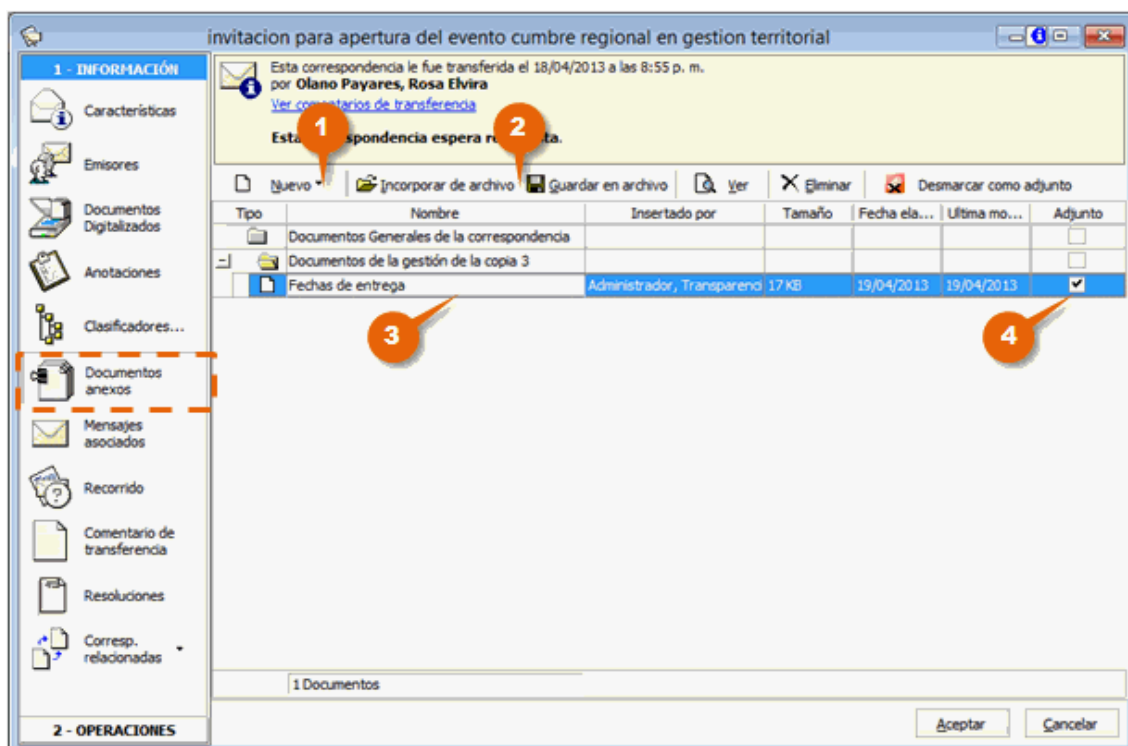 invitacion para apertura del evento cumbre regional en gestion territorial
1 - INFORMACIÓN
Características
Emisores
Documentos
Digitalizados
Anotaciones
Clasificadores...
Documentos
anexos
Mensajes
asociados
Recorrido
Comentario de
transferencia
Resoluciones
Corresp.
relacionadas
2 - OPERACIONES
Esta correspondencia le fue transferida el 18/04/2013 a las 8:55 p. m.
por Olano Payares, Rosa Elvira
Ver comentarios de transferencia
1
2
Nuevo Incorporar de archivo Guardar en archivo Ver Eliminar Desmarcar como adjunto
Tipo Nombre Insertado por Tamaño Fecha ela... Ultima mo... Adjunto
Documentos Generales de la correspondencia
Documentos de la gestión de la copia 3
Fechas de entrega Administrador, Transparenci 17 KB 19/04/2013 19/04/2013
3
4
1 Documentos
Aceptar Cancelar